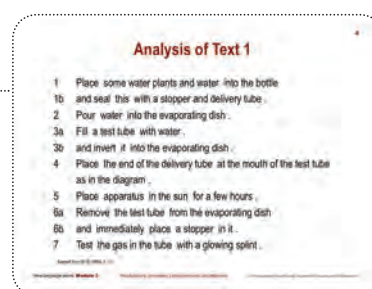 4
Analysis of Text 1
1 Place some water plants and water into the bottle
1b and seal this with a stopper and delivery tube .
2 Pour water into the evaporating dish .
3a Fill a test tube with water .
3b and invert it into the evaporating dish .
4 Place the end of the delivery tube at the mouth of the test tube
as in the diagram .
5 Place apparatus in the sun for a few hours .
6a Remove the test tube from the evaporating dish
6b and immediately place a stopper in it .
7 Test the gas in the tube with a glowing splint .